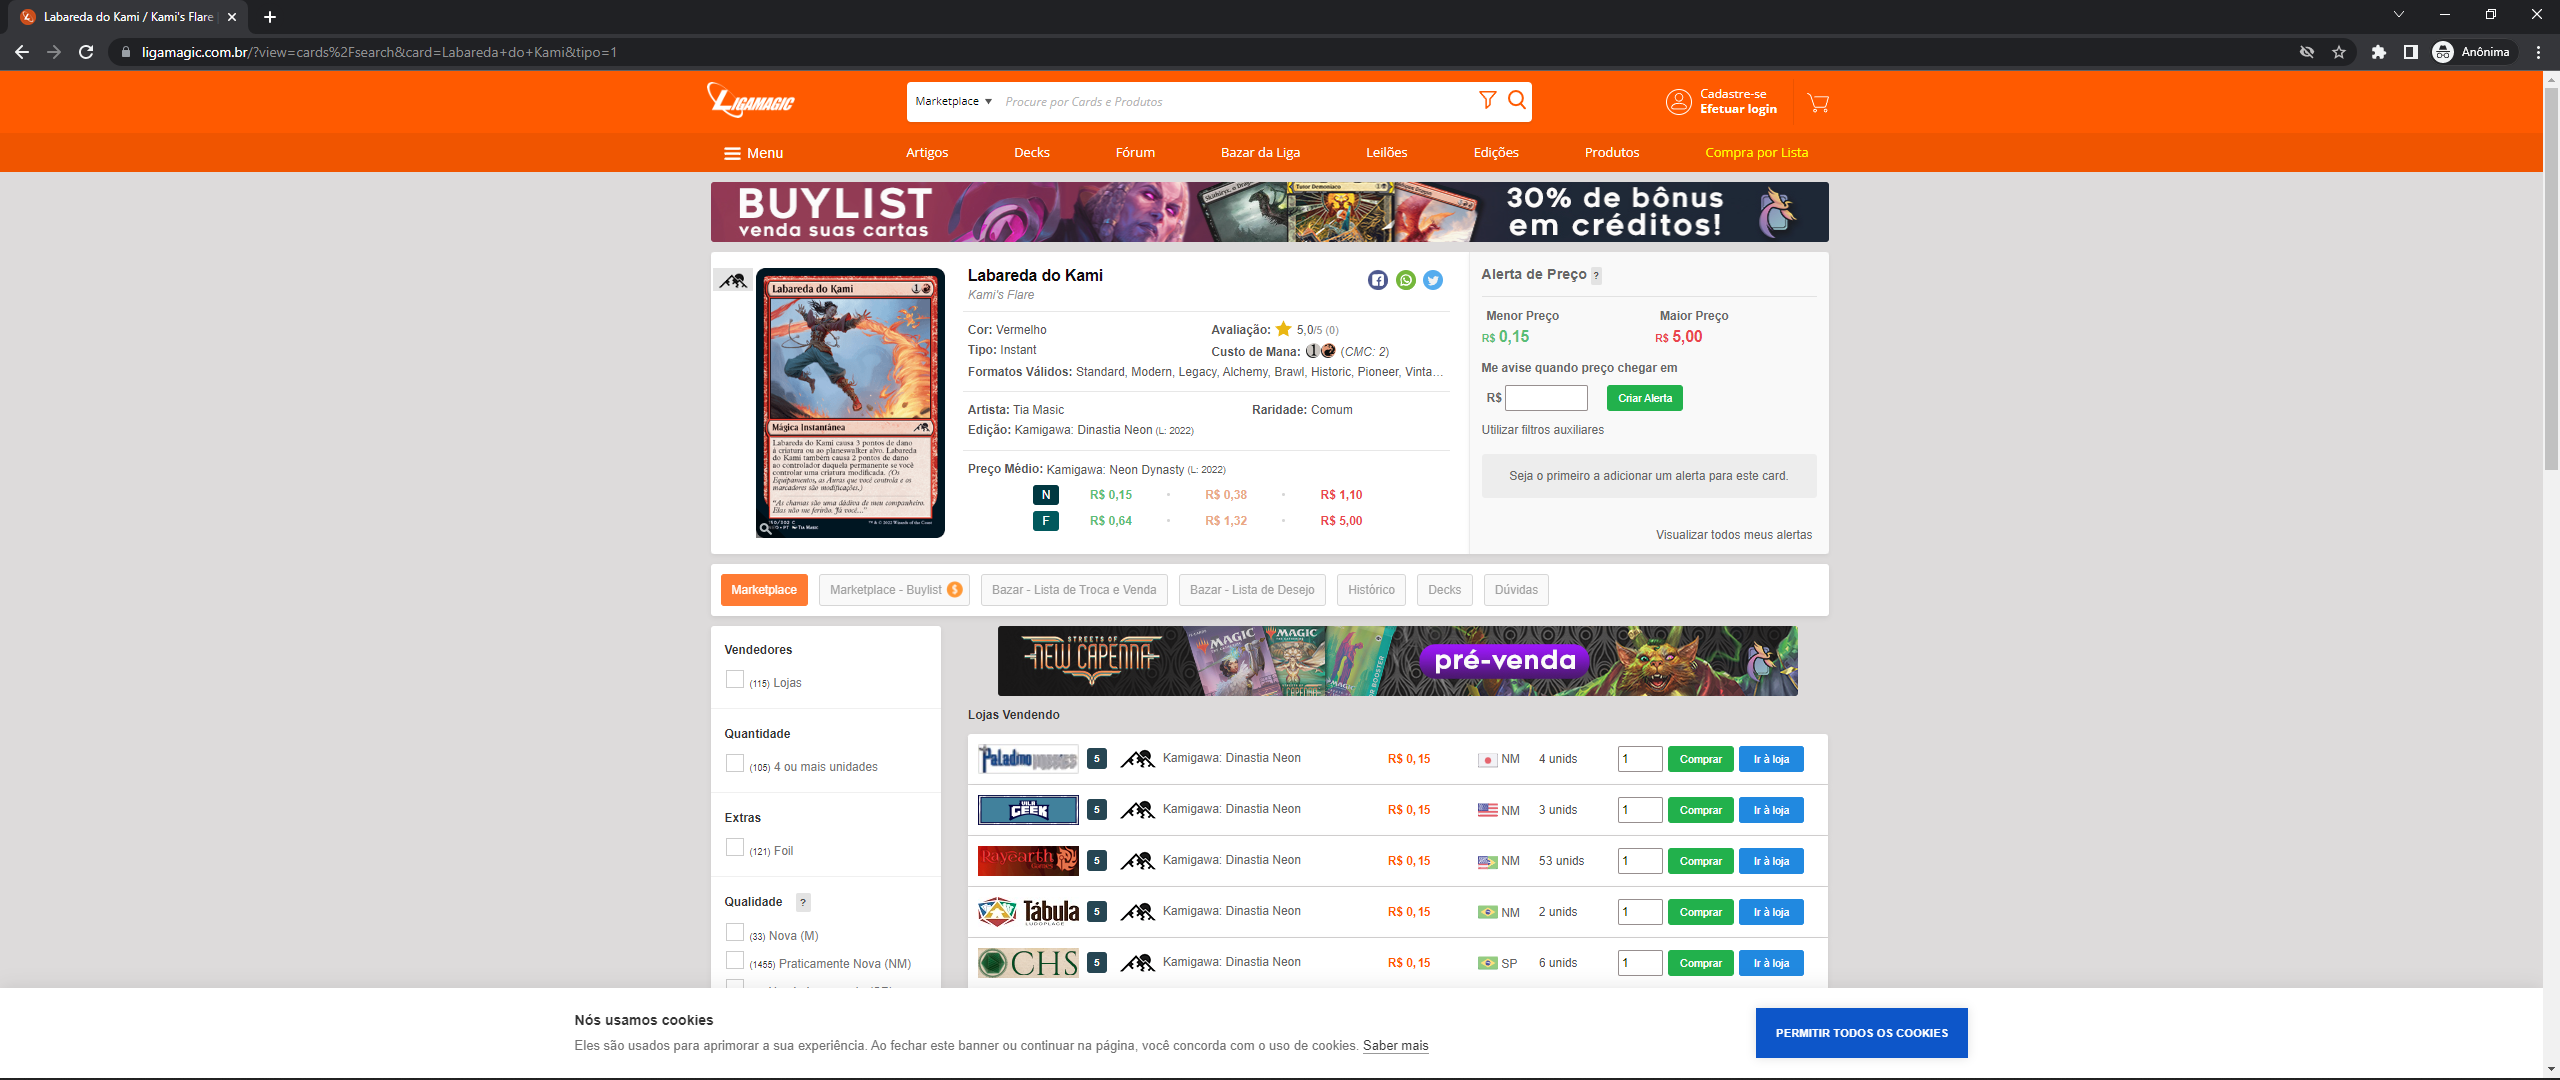 Labareda do Kami / Kami's Flare
ligamagic.com.br/?view=cards%2Fsearch&card=Labareda+do+Kami&tipo=1
Anônima
LIGAMAGIC
Marketplace
Procure por Cards e Produtos
Cadastre-se
Efetuar login
Menu
Artigos
Decks
Fórum
Bazar da Liga
Leilões
Edições
Produtos
Compra por Lista
BUYLIST
venda suas cartas
Tutor Demoníaco
30% de bônus
em créditos!
Labareda do Kami
Mágica Instantânea
Labareda do Kami causa 3 pontos de dano
à criatura ou ao planeswalker alvo. Labareda
do Kami também causa 2 pontos de dano
ao controlador daquela permanente se você
controlar uma criatura modificada. (Os
Equipamentos, as Auras que você controla e os
marcadores são modificações.)
"As chamas são uma dádiva de meu companheiro.
Elas não me ferirão. Já você..."
Labareda do Kami
Kami's Flare
Cor: Vermelho
Avaliação: 5,0/5 (0)
Tipo: Instant
Custo de Mana: 1 (CMC: 2)
Formatos Válidos: Standard, Modern, Legacy, Alchemy, Brawl, Historic, Pioneer, Vinta...
Artista: Tia Masic
Raridade: Comum
Edição: Kamigawa: Dinastia Neon (L: 2022)
Preço Médio: Kamigawa: Neon Dynasty (L: 2022)
N R$ 0,15 R$ 0,38 R$ 1,10
F R$ 0,64 R$ 1,32 R$ 5,00
Alerta de Preço ?
Menor Preço
Maior Preço
R$ 0,15
R$ 5,00
Me avise quando preço chegar em
R$
Criar Alerta
Utilizar filtros auxiliares
Seja o primeiro a adicionar um alerta para este card.
Visualizar todos meus alertas
Marketplace
Marketplace - Buylist $
Bazar - Lista de Troca e Venda
Bazar - Lista de Desejo
Histórico
Decks
Dúvidas
Vendedores
(115) Lojas
Quantidade
(105) 4 ou mais unidades
Extras
(121) Foil
Qualidade ?
(33) Nova (M)
(1455) Praticamente Nova (NM)
STREETS OF
NEW CAPENNA
MAGIC
MAGIC
pré-venda
Lojas Vendendo
Paladino 5 Kamigawa: Dinastia Neon R$ 0,15 NM 4 unids 1 Comprar Ir à loja
VILA GEEK 5 Kamigawa: Dinastia Neon R$ 0,15 NM 3 unids 1 Comprar Ir à loja
Rayearth Games 5 Kamigawa: Dinastia Neon R$ 0,15 NM 53 unids 1 Comprar Ir à loja
Tábula LUDOPLACE 5 Kamigawa: Dinastia Neon R$ 0,15 NM 2 unids 1 Comprar Ir à loja
CHS 5 Kamigawa: Dinastia Neon R$ 0,15 SP 6 unids 1 Comprar Ir à loja
Nós usamos cookies
Eles são usados para aprimorar a sua experiência. Ao fechar este banner ou continuar na página, você concorda com o uso de cookies. Saber mais
PERMITIR TODOS OS COOKIES